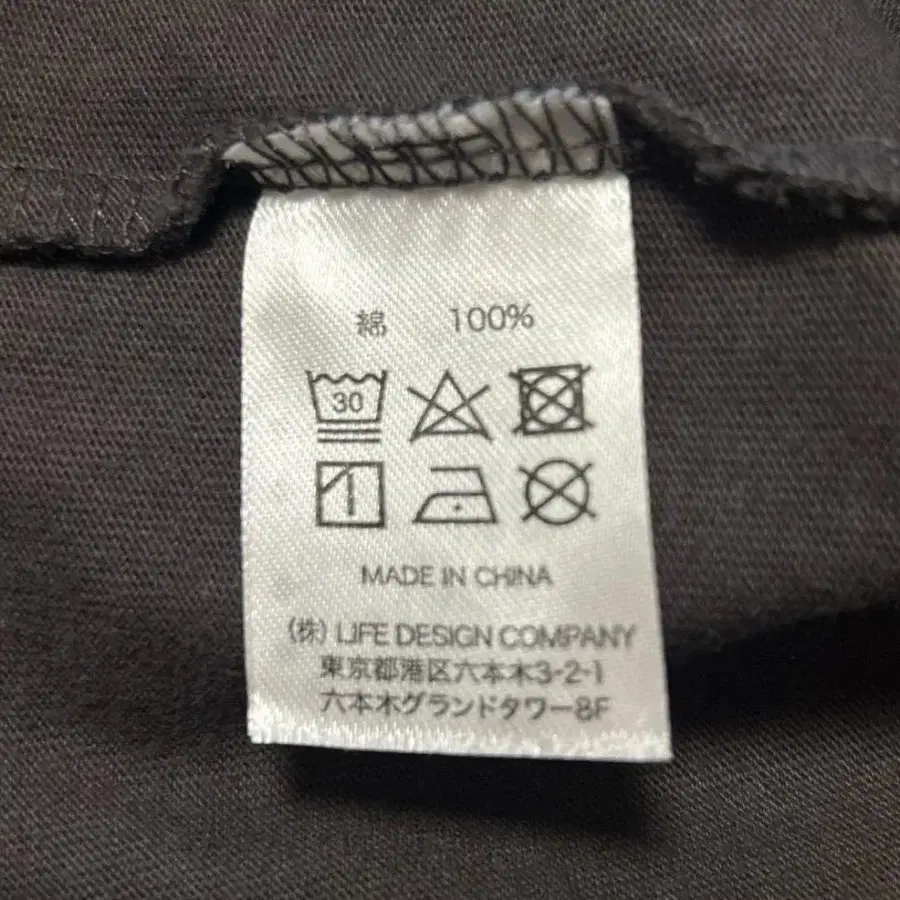 綿 100%
30
MADE IN CHINA
(株) LIFE DESIGN COMPANY
東京都港区六本木3-2-1
六本木グランドタワー8F